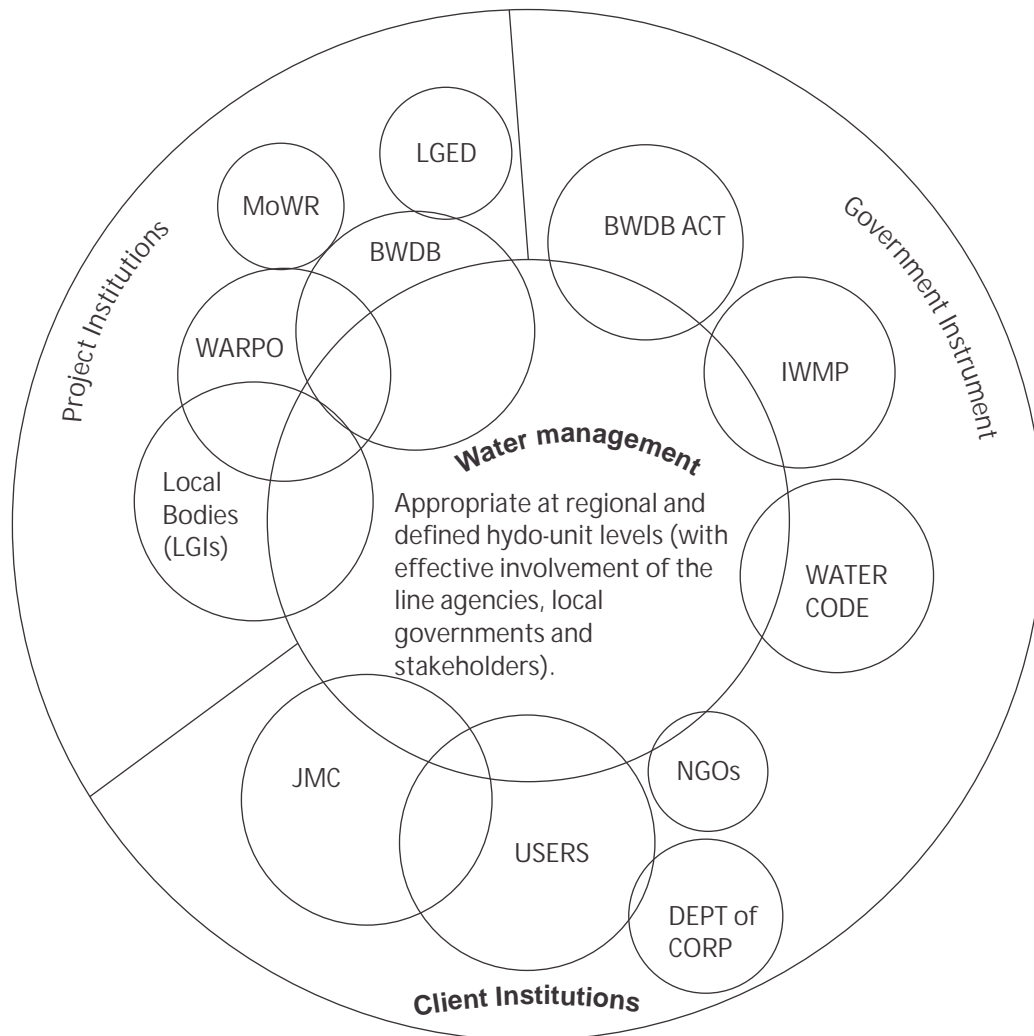 LGED
MoWR
BWDB
BWDB ACT
Project Institutions
Government Instrument
WARPO
IWMP
Water management
Local
Bodies
(LGIs)
Appropriate at regional and
defined hydo-unit levels (with
effective involvement of the
line agencies, local
governments and
stakeholders).
WATER
CODE
JMC
NGOs
USERS
DEPT of
CORP
Client Institutions